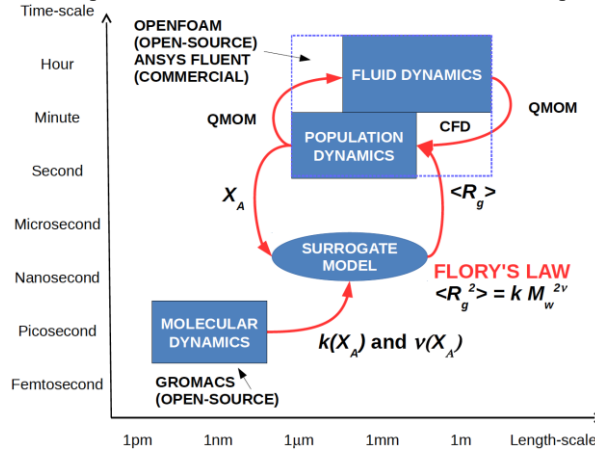 Time-scale
Hour
Minute
Second
Microsecond
Nanosecond
Picosecond
Femtosecond
OPENFOAM
(OPEN-SOURCE)
ANSYS FLUENT
(COMMERCIAL)
FLUID DYNAMICS
QMOM
QMOM
CFD
POPULATION
DYNAMICS
X_A
<R_g>
SURROGATE
MODEL
FLORY'S LAW
<R_g^2> = k M_w^{2ν}
MOLECULAR
DYNAMICS
k(X_A) and ν(X_A)
GROMACS
(OPEN-SOURCE)
1pm 1nm 1µm 1mm 1m Length-scale